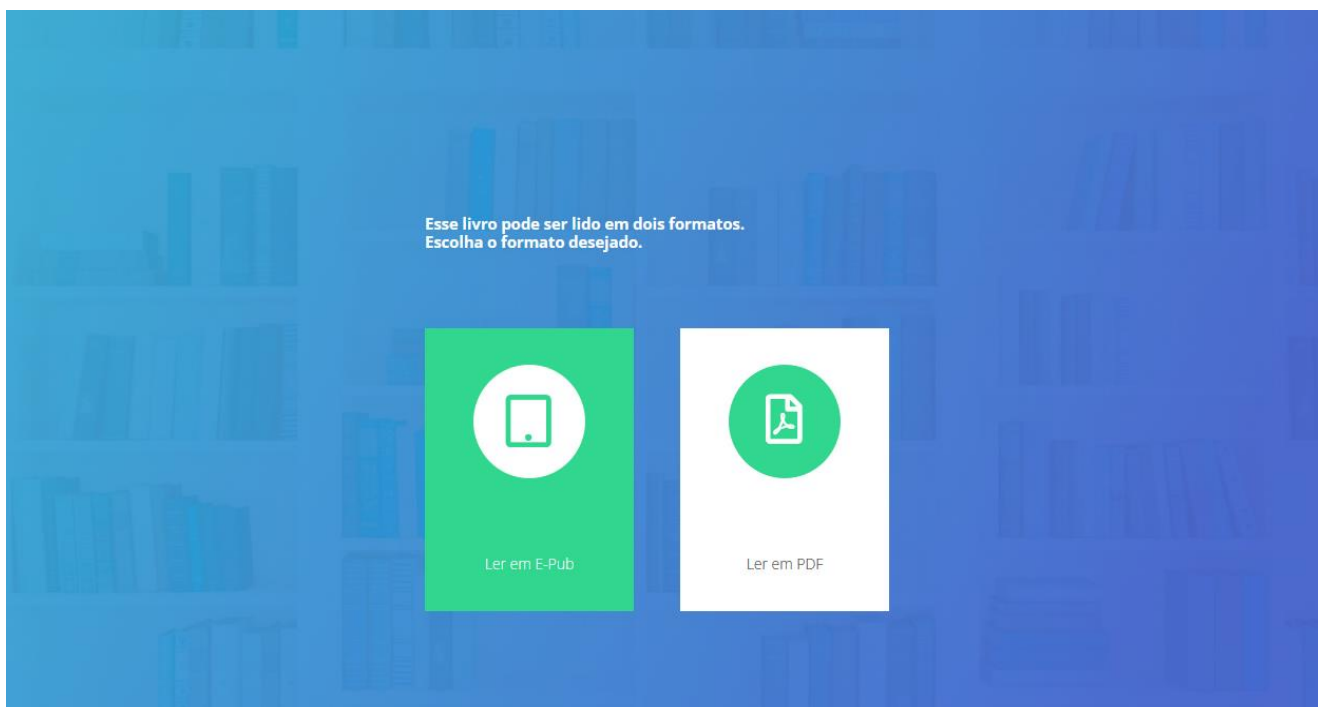 Esse livro pode ser lido em dois formatos.
Escolha o formato desejado.
Ler em E-Pub
Ler em PDF